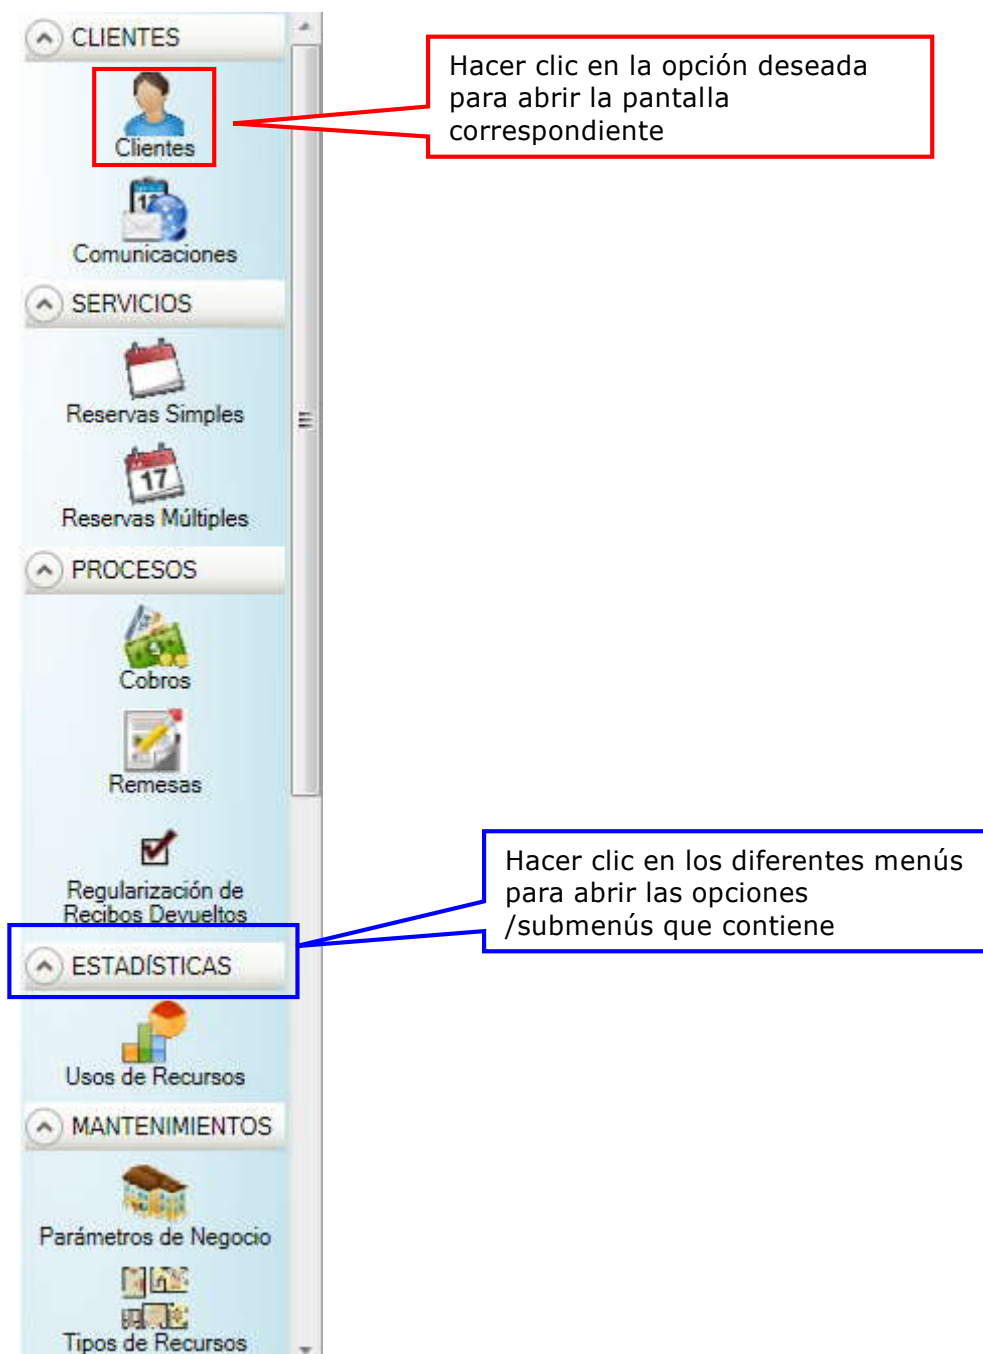 CLIENTES
Hacer clic en la opción deseada
para abrir la pantalla
correspondiente
Clientes
12
Comunicaciones
SERVICIOS
Reservas Simples
17
Reservas Múltiples
PROCESOS
Cobros
Remesas
Hacer clic en los diferentes menús
para abrir las opciones
/submenús que contiene
Regularización de
Recibos Devueltos
ESTADÍSTICAS
Usos de Recursos
MANTENIMIENTOS
Parámetros de Negocio
Tipos de Recursos